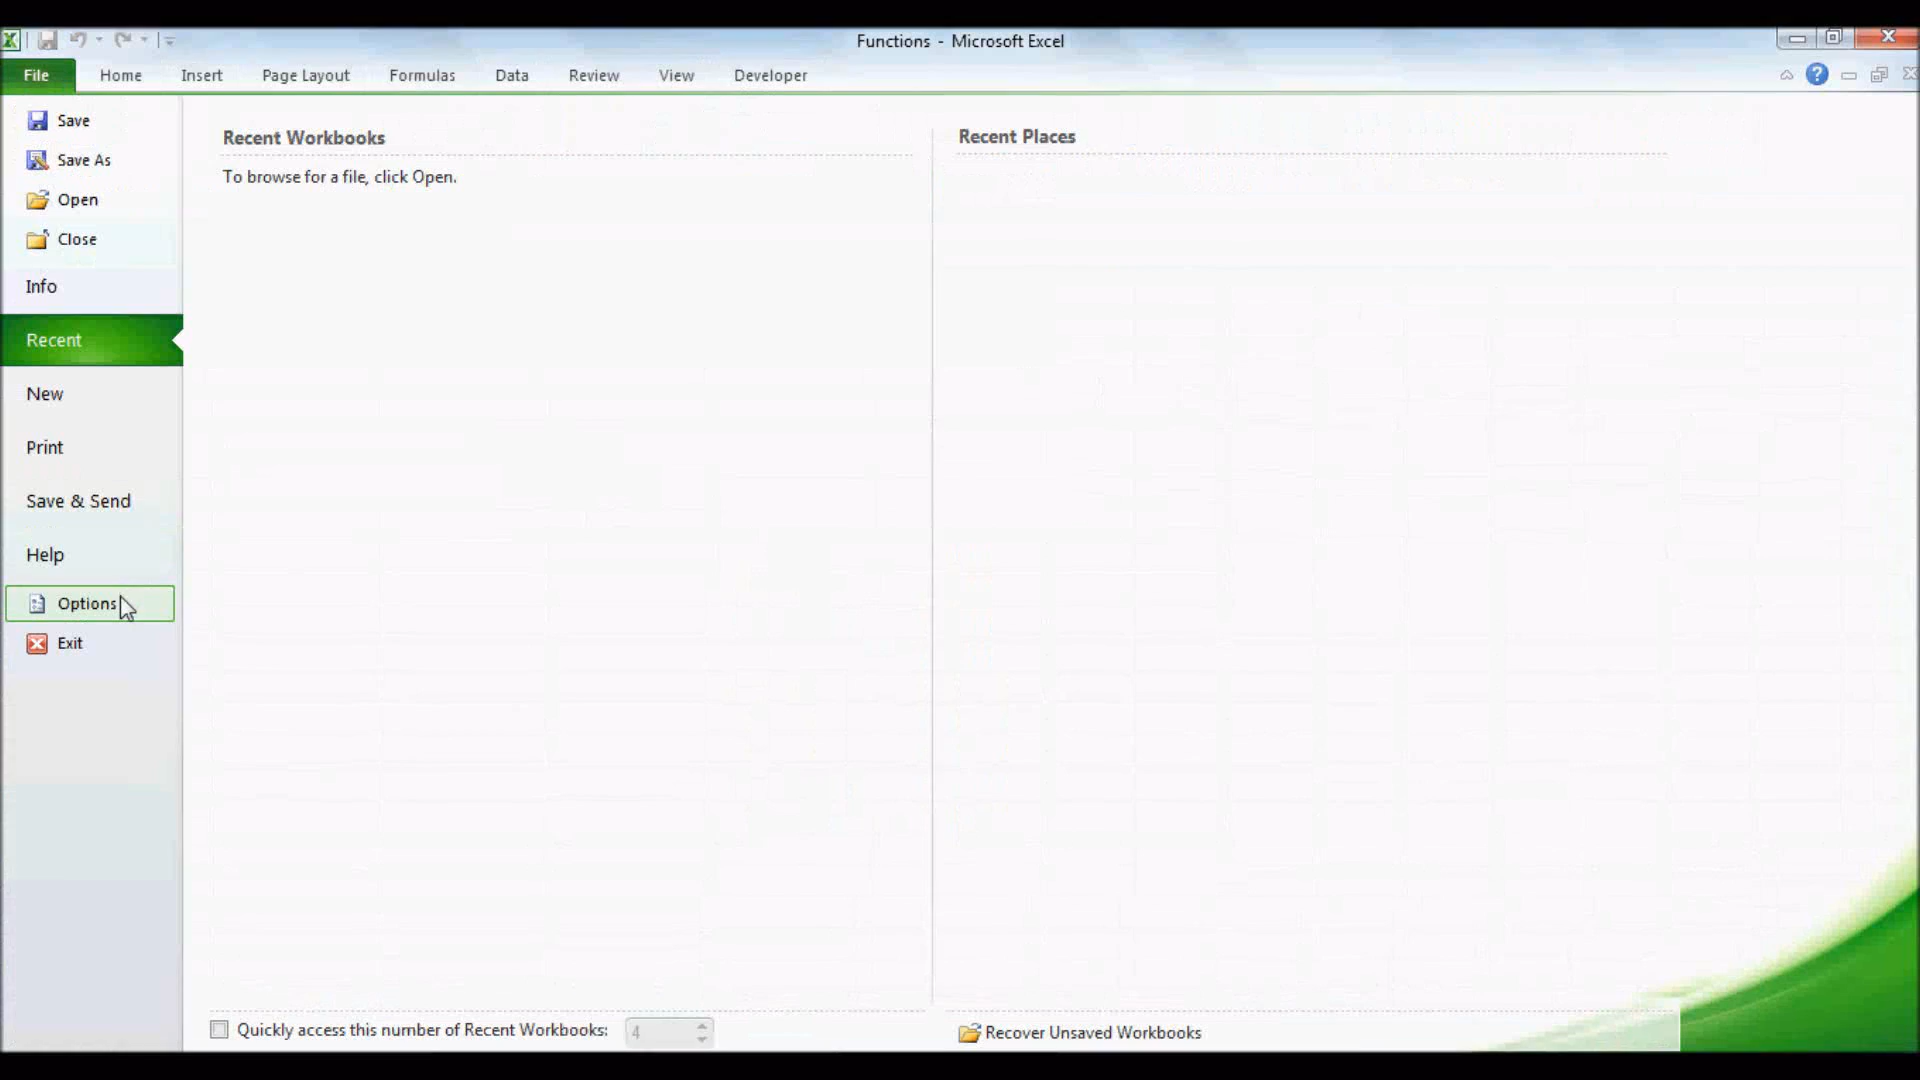 Functions - Microsoft Excel
File Home Insert Page Layout Formulas Data Review View Developer
Save
Save As
Open
Close
Info
Recent
New
Print
Save & Send
Help
Options
Exit
Recent Workbooks
To browse for a file, click Open.
Recent Places
Quickly access this number of Recent Workbooks: 4
Recover Unsaved Workbooks